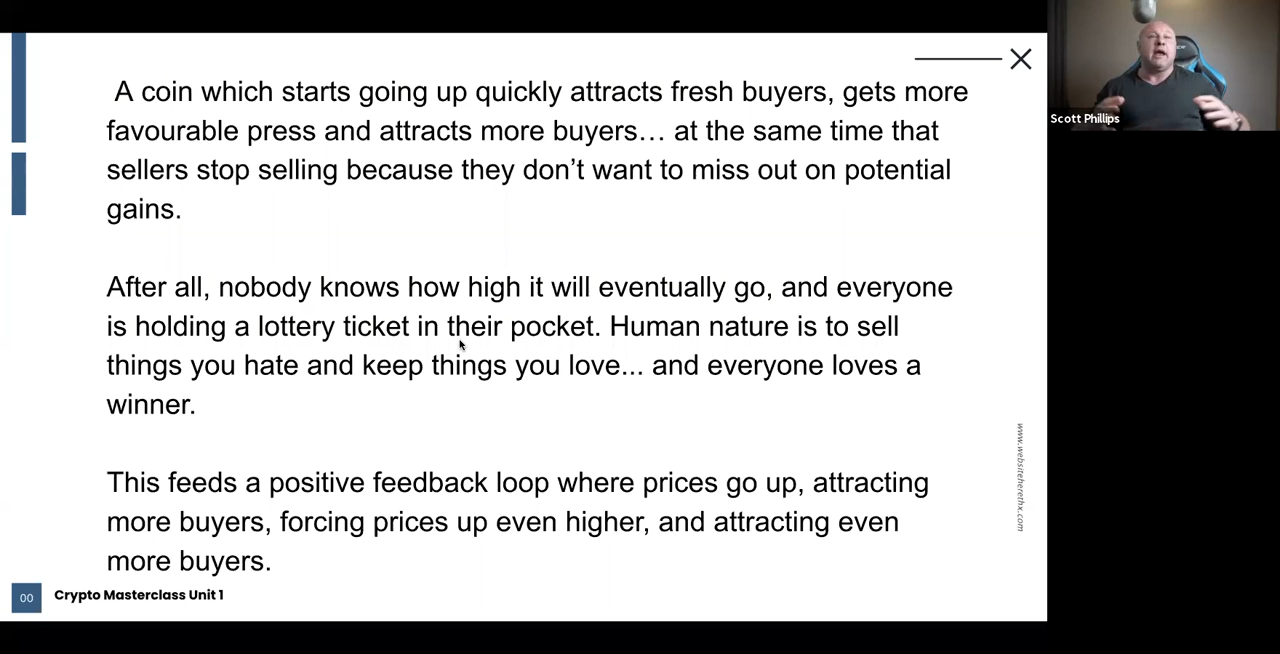 A coin which starts going up quickly attracts fresh buyers, gets more
favourable press and attracts more buyers… at the same time that
sellers stop selling because they don’t want to miss out on potential
gains.
After all, nobody knows how high it will eventually go, and everyone
is holding a lottery ticket in their pocket. Human nature is to sell
things you hate and keep things you love... and everyone loves a
winner.
This feeds a positive feedback loop where prices go up, attracting
more buyers, forcing prices up even higher, and attracting even
more buyers.
www.websiteherethx.com
00 Crypto Masterclass Unit 1
Scott Phillips